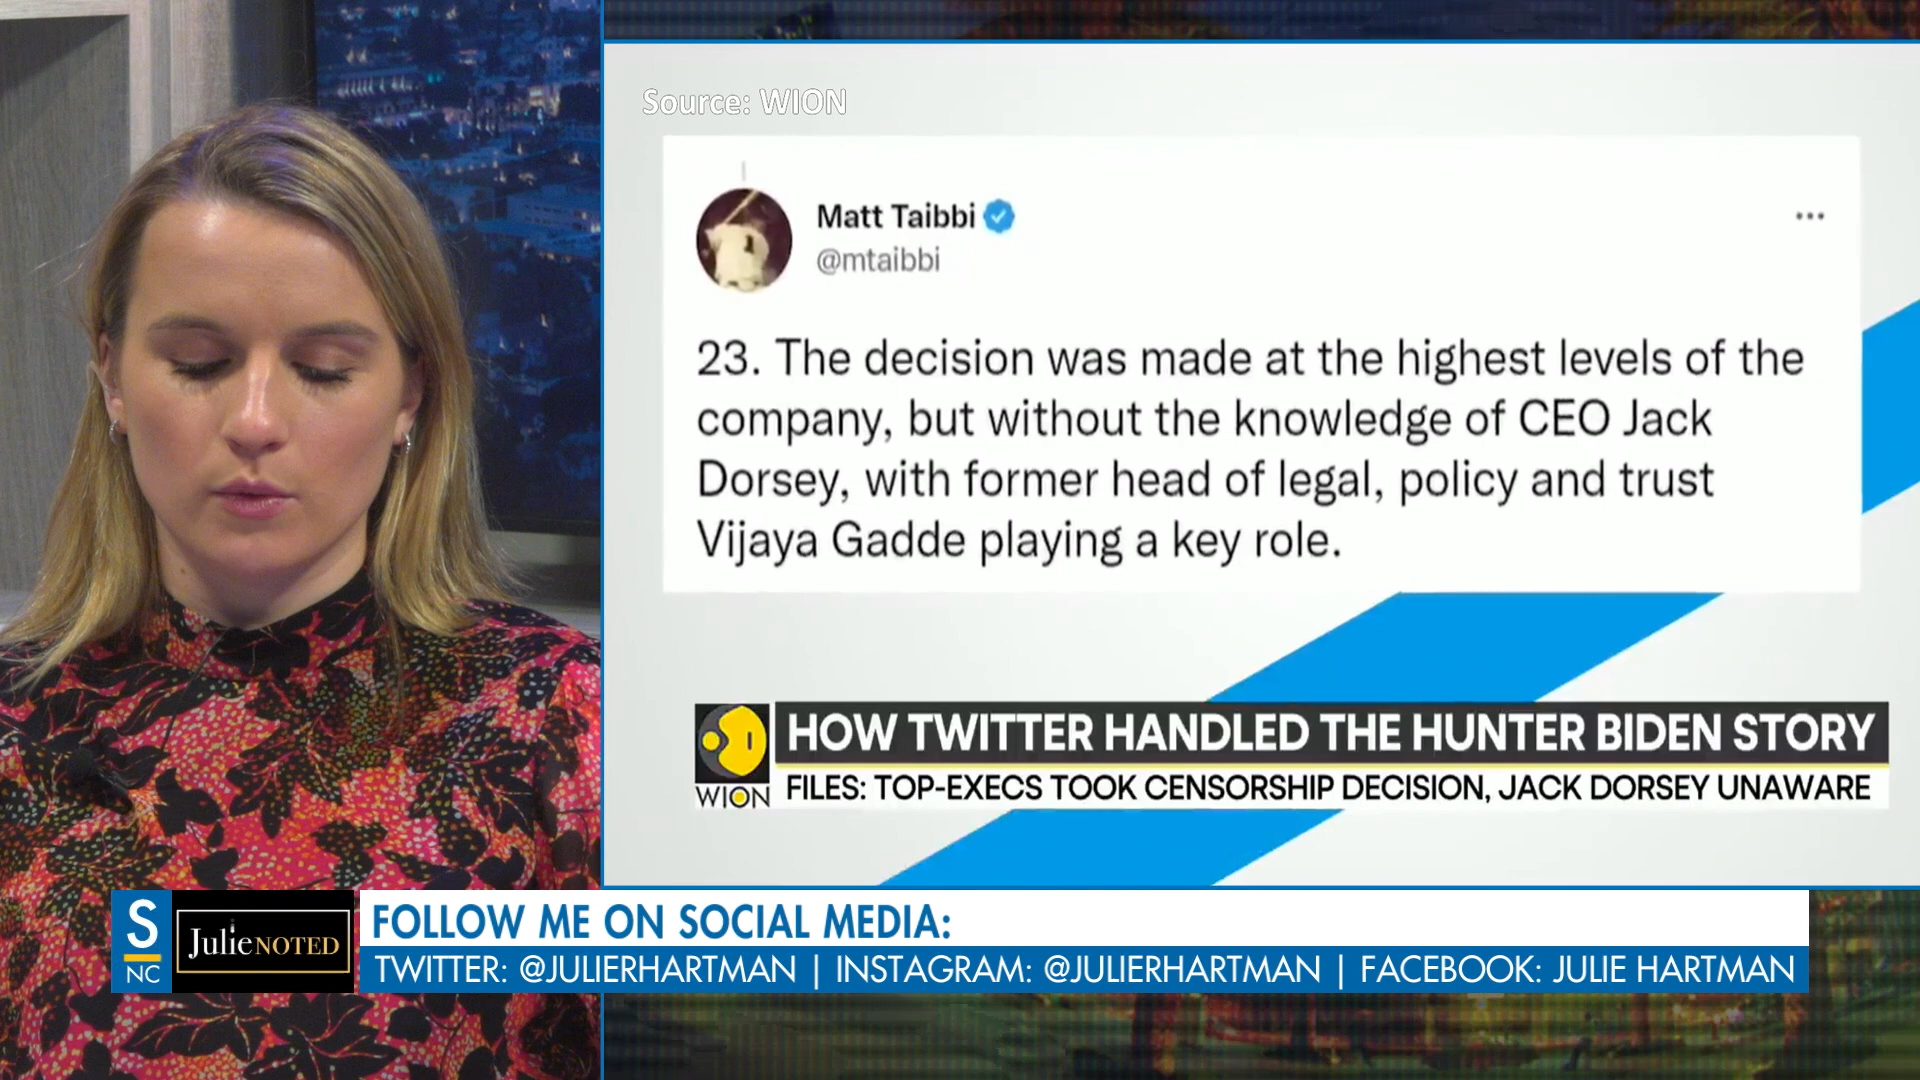 Source: WION
Matt Taibbi
@mtaibbi
23. The decision was made at the highest levels of the
company, but without the knowledge of CEO Jack
Dorsey, with former head of legal, policy and trust
Vijaya Gadde playing a key role.
HOW TWITTER HANDLED THE HUNTER BIDEN STORY
WION
FILES: TOP-EXECS TOOK CENSORSHIP DECISION, JACK DORSEY UNAWARE
S
NC
Julie NOTED
FOLLOW ME ON SOCIAL MEDIA:
TWITTER: @JULIERHARTMAN | INSTAGRAM: @JULIERHARTMAN | FACEBOOK: JULIE HARTMAN